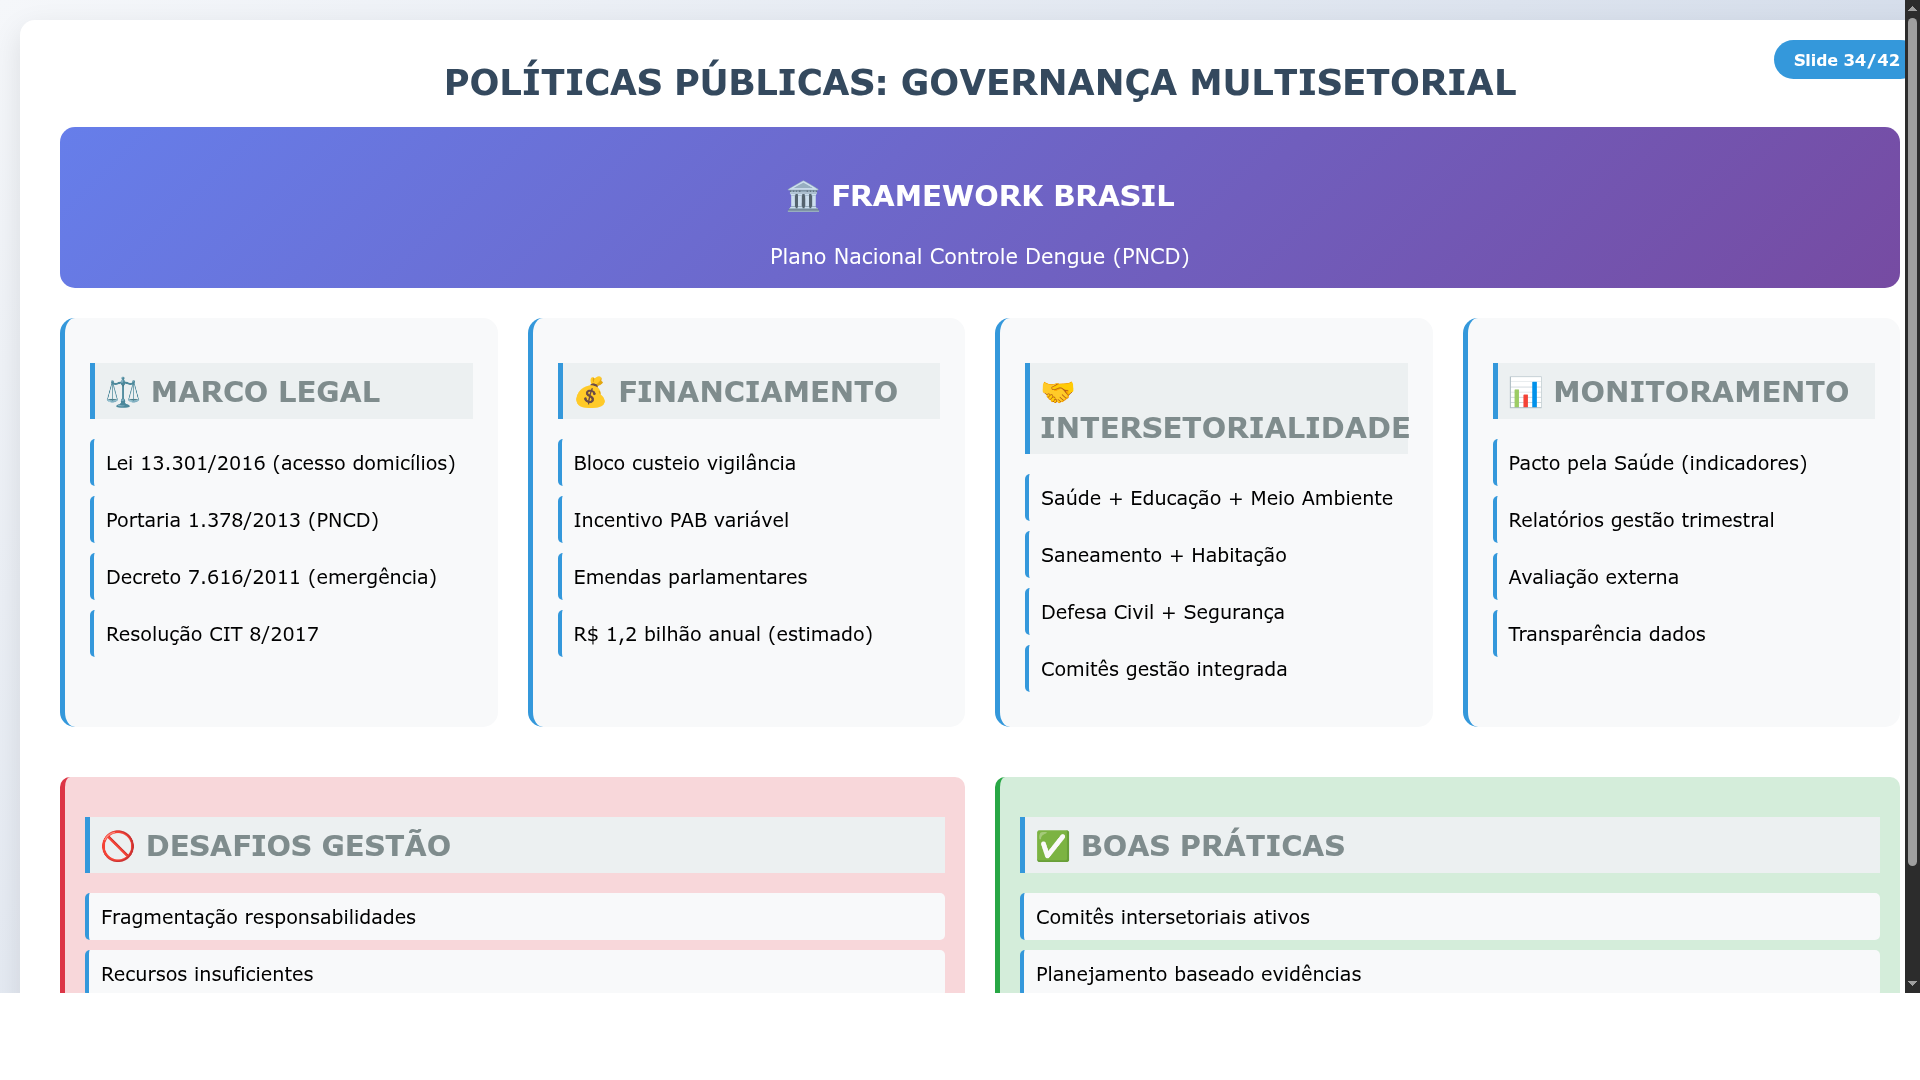 Slide 34/42
POLÍTICAS PÚBLICAS: GOVERNANÇA MULTISETORIAL
🏛️ FRAMEWORK BRASIL
Plano Nacional Controle Dengue (PNCD)
⚖️ MARCO LEGAL
Lei 13.301/2016 (acesso domicílios)
Portaria 1.378/2013 (PNCD)
Decreto 7.616/2011 (emergência)
Resolução CIT 8/2017
💰 FINANCIAMENTO
Bloco custeio vigilância
Incentivo PAB variável
Emendas parlamentares
R$ 1,2 bilhão anual (estimado)
🤝
INTERSETORIALIDADE
Saúde + Educação + Meio Ambiente
Saneamento + Habitação
Defesa Civil + Segurança
Comitês gestão integrada
📊 MONITORAMENTO
Pacto pela Saúde (indicadores)
Relatórios gestão trimestral
Avaliação externa
Transparência dados
🚫 DESAFIOS GESTÃO
Fragmentação responsabilidades
Recursos insuficientes
✅ BOAS PRÁTICAS
Comitês intersetoriais ativos
Planejamento baseado evidências